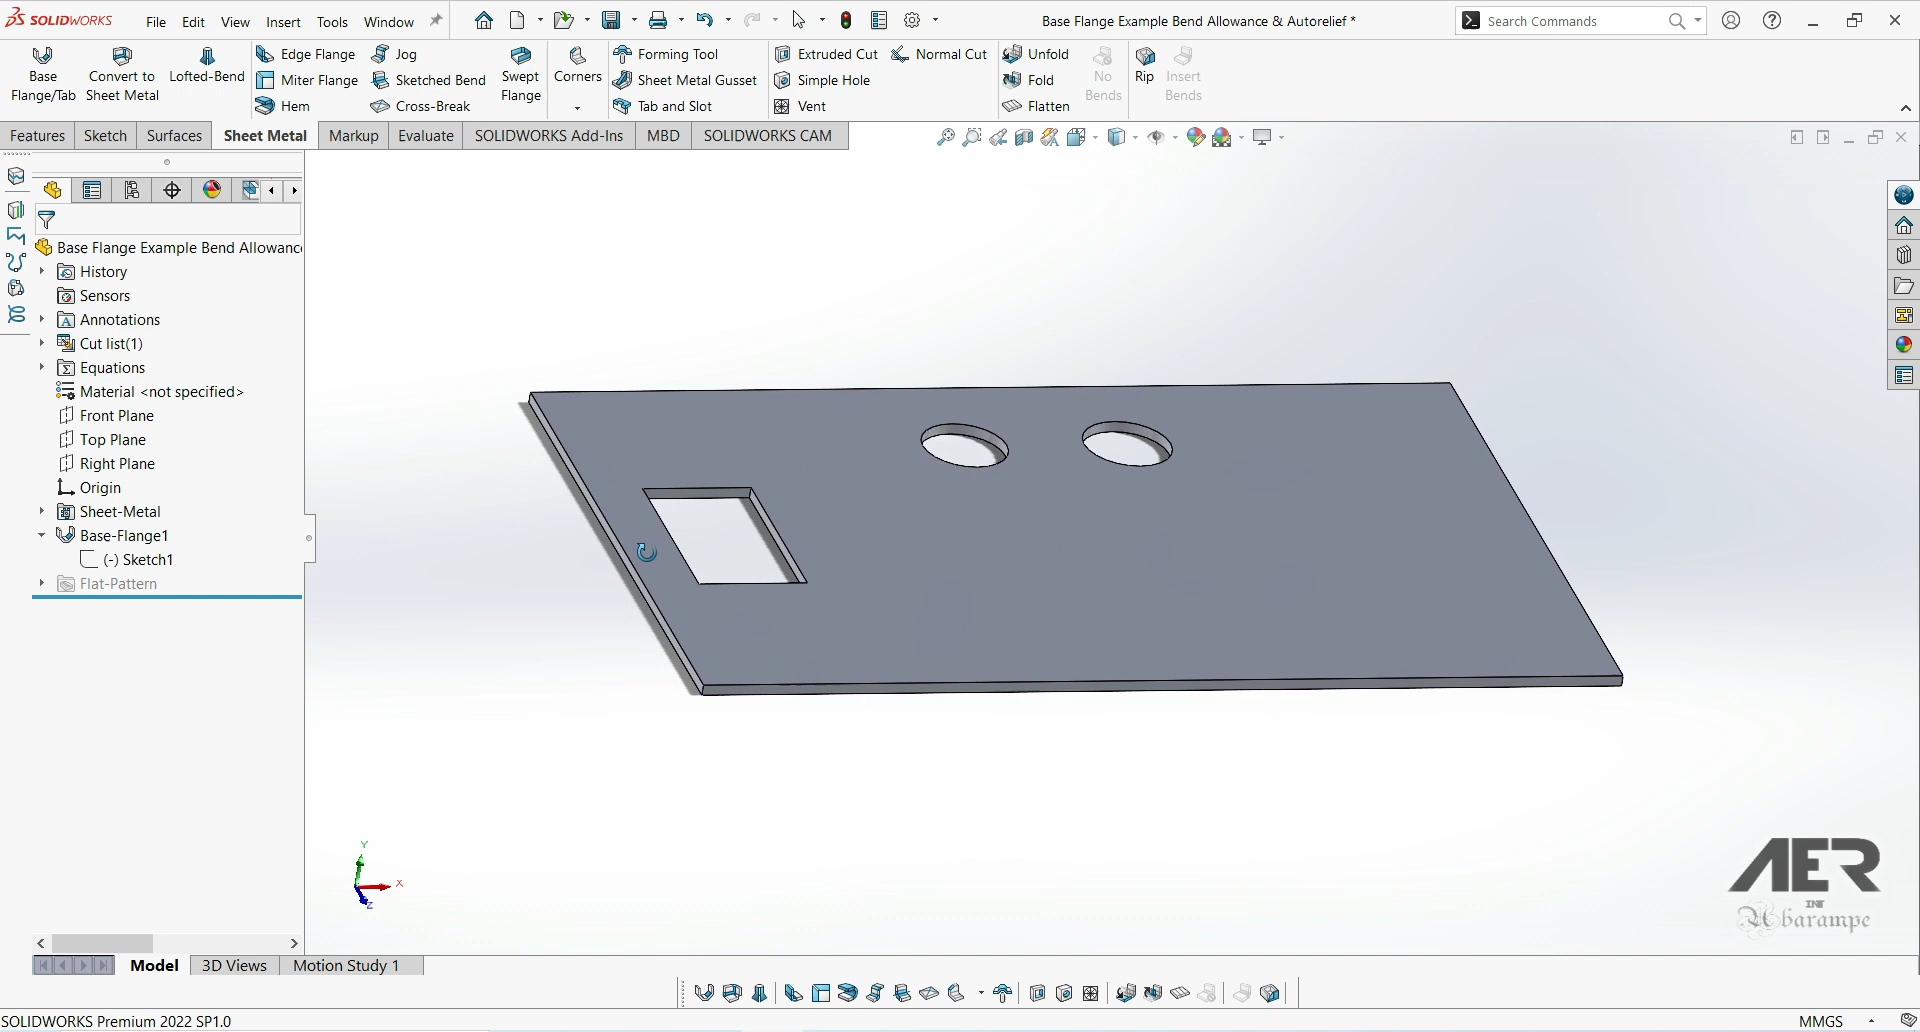 SOLIDWORKS File Edit View Insert Tools Window Base Flange Example Bend Allowance & Autorelief * Search Commands
Base Flange/Tab
Convert to Sheet Metal
Lofted-Bend
Edge Flange
Miter Flange
Hem
Jog
Sketched Bend
Cross-Break
Swept Flange
Corners
Forming Tool
Sheet Metal Gusset
Tab and Slot
Extruded Cut
Simple Hole
Vent
Normal Cut
Unfold
Fold
Flatten
No Bends
Rip
Insert Bends
Features Sketch Surfaces Sheet Metal Markup Evaluate SOLIDWORKS Add-Ins MBD SOLIDWORKS CAM
Base Flange Example Bend Allowanc
History
Sensors
Annotations
Cut list(1)
Equations
Material <not specified>
Front Plane
Top Plane
Right Plane
Origin
Sheet-Metal
Base-Flange1
(-) Sketch1
Flat-Pattern
Y
X
Z
AER
INT
Abarampe
Model 3D Views Motion Study 1
SOLIDWORKS Premium 2022 SP1.0 MMGS